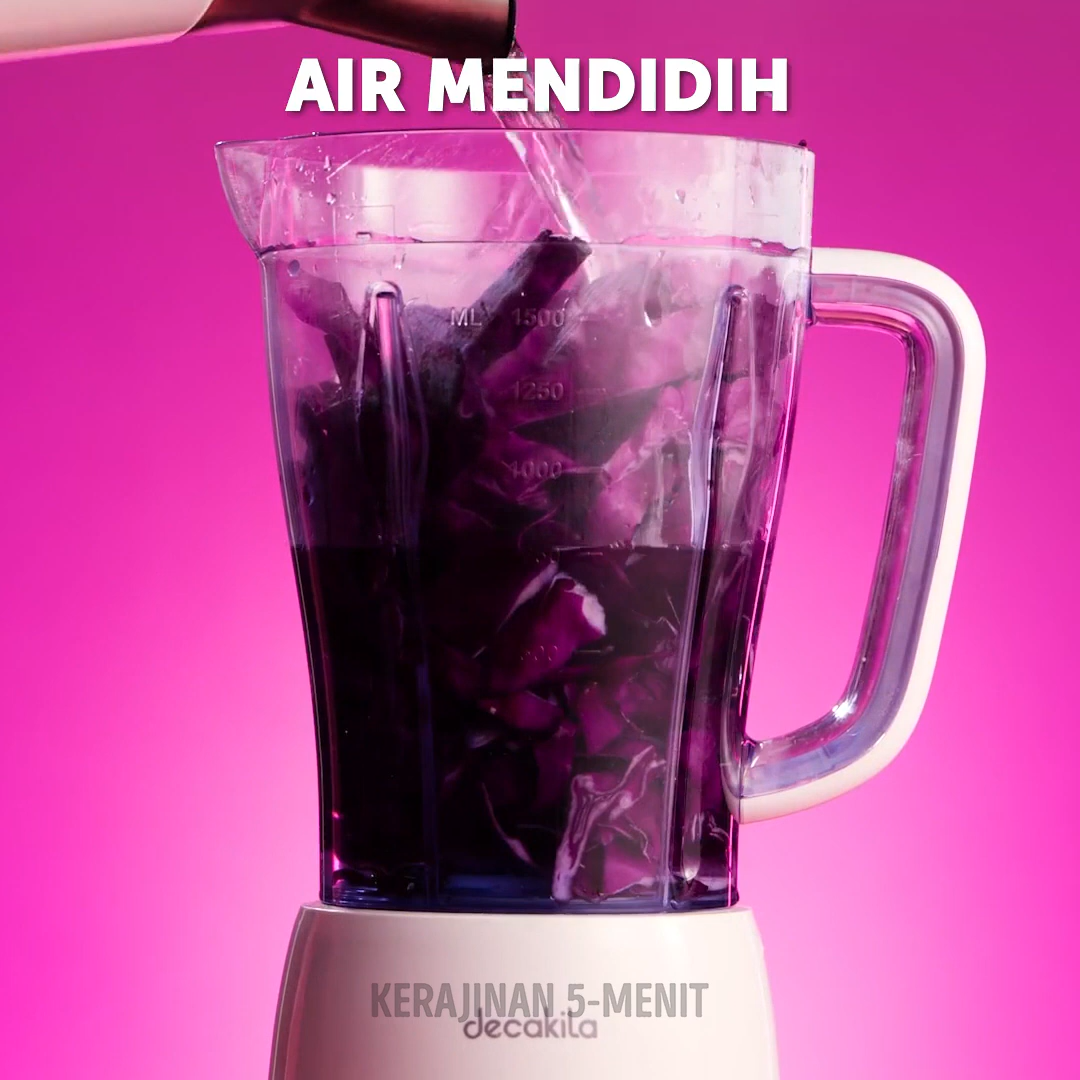 AIR MENDIDIH
ML 1500
1250
1000
KERAJINAN 5-MENIT
decakila